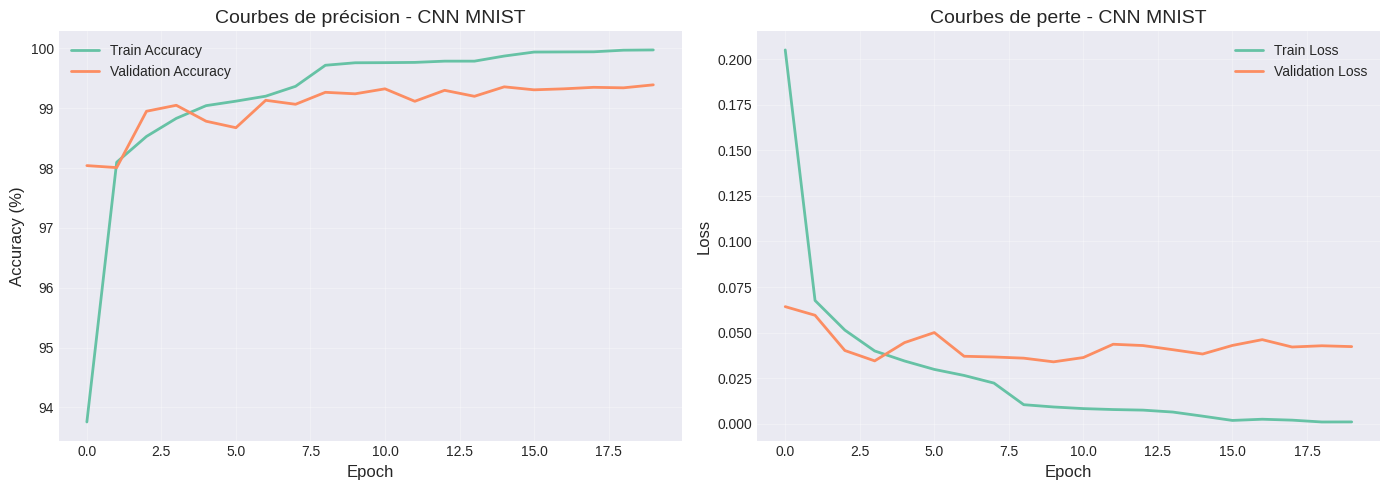 Courbes de précision - CNN MNIST
Train Accuracy
Validation Accuracy
Accuracy (%)
100
99
98
97
96
95
94
0.0 2.5 5.0 7.5 10.0 12.5 15.0 17.5
Epoch
Courbes de perte - CNN MNIST
Train Loss
Validation Loss
Loss
0.200
0.175
0.150
0.125
0.100
0.075
0.050
0.025
0.000
0.0 2.5 5.0 7.5 10.0 12.5 15.0 17.5
Epoch